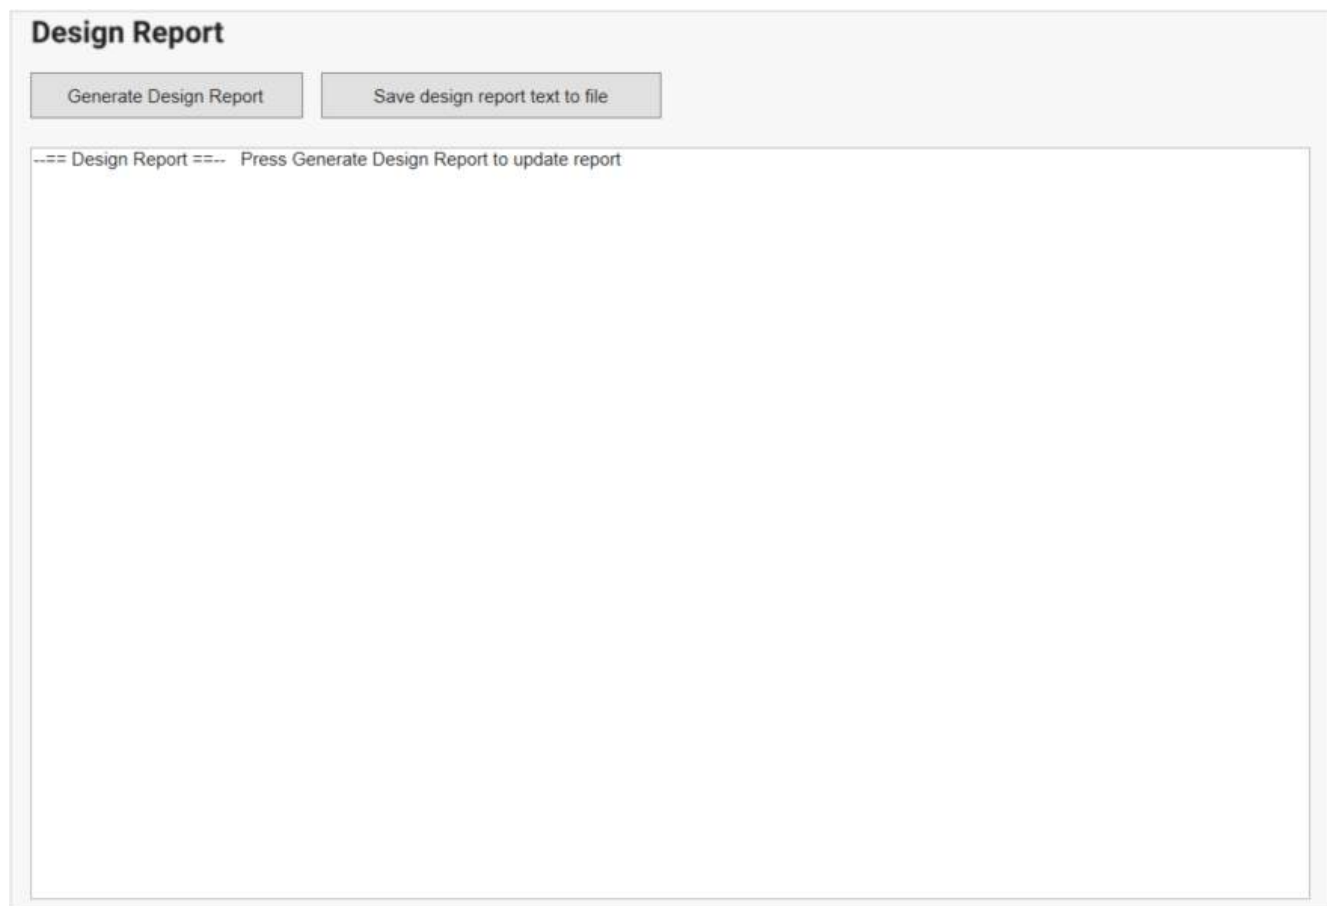 Design Report
Generate Design Report Save design report text to file
--== Design Report ==-- Press Generate Design Report to update report